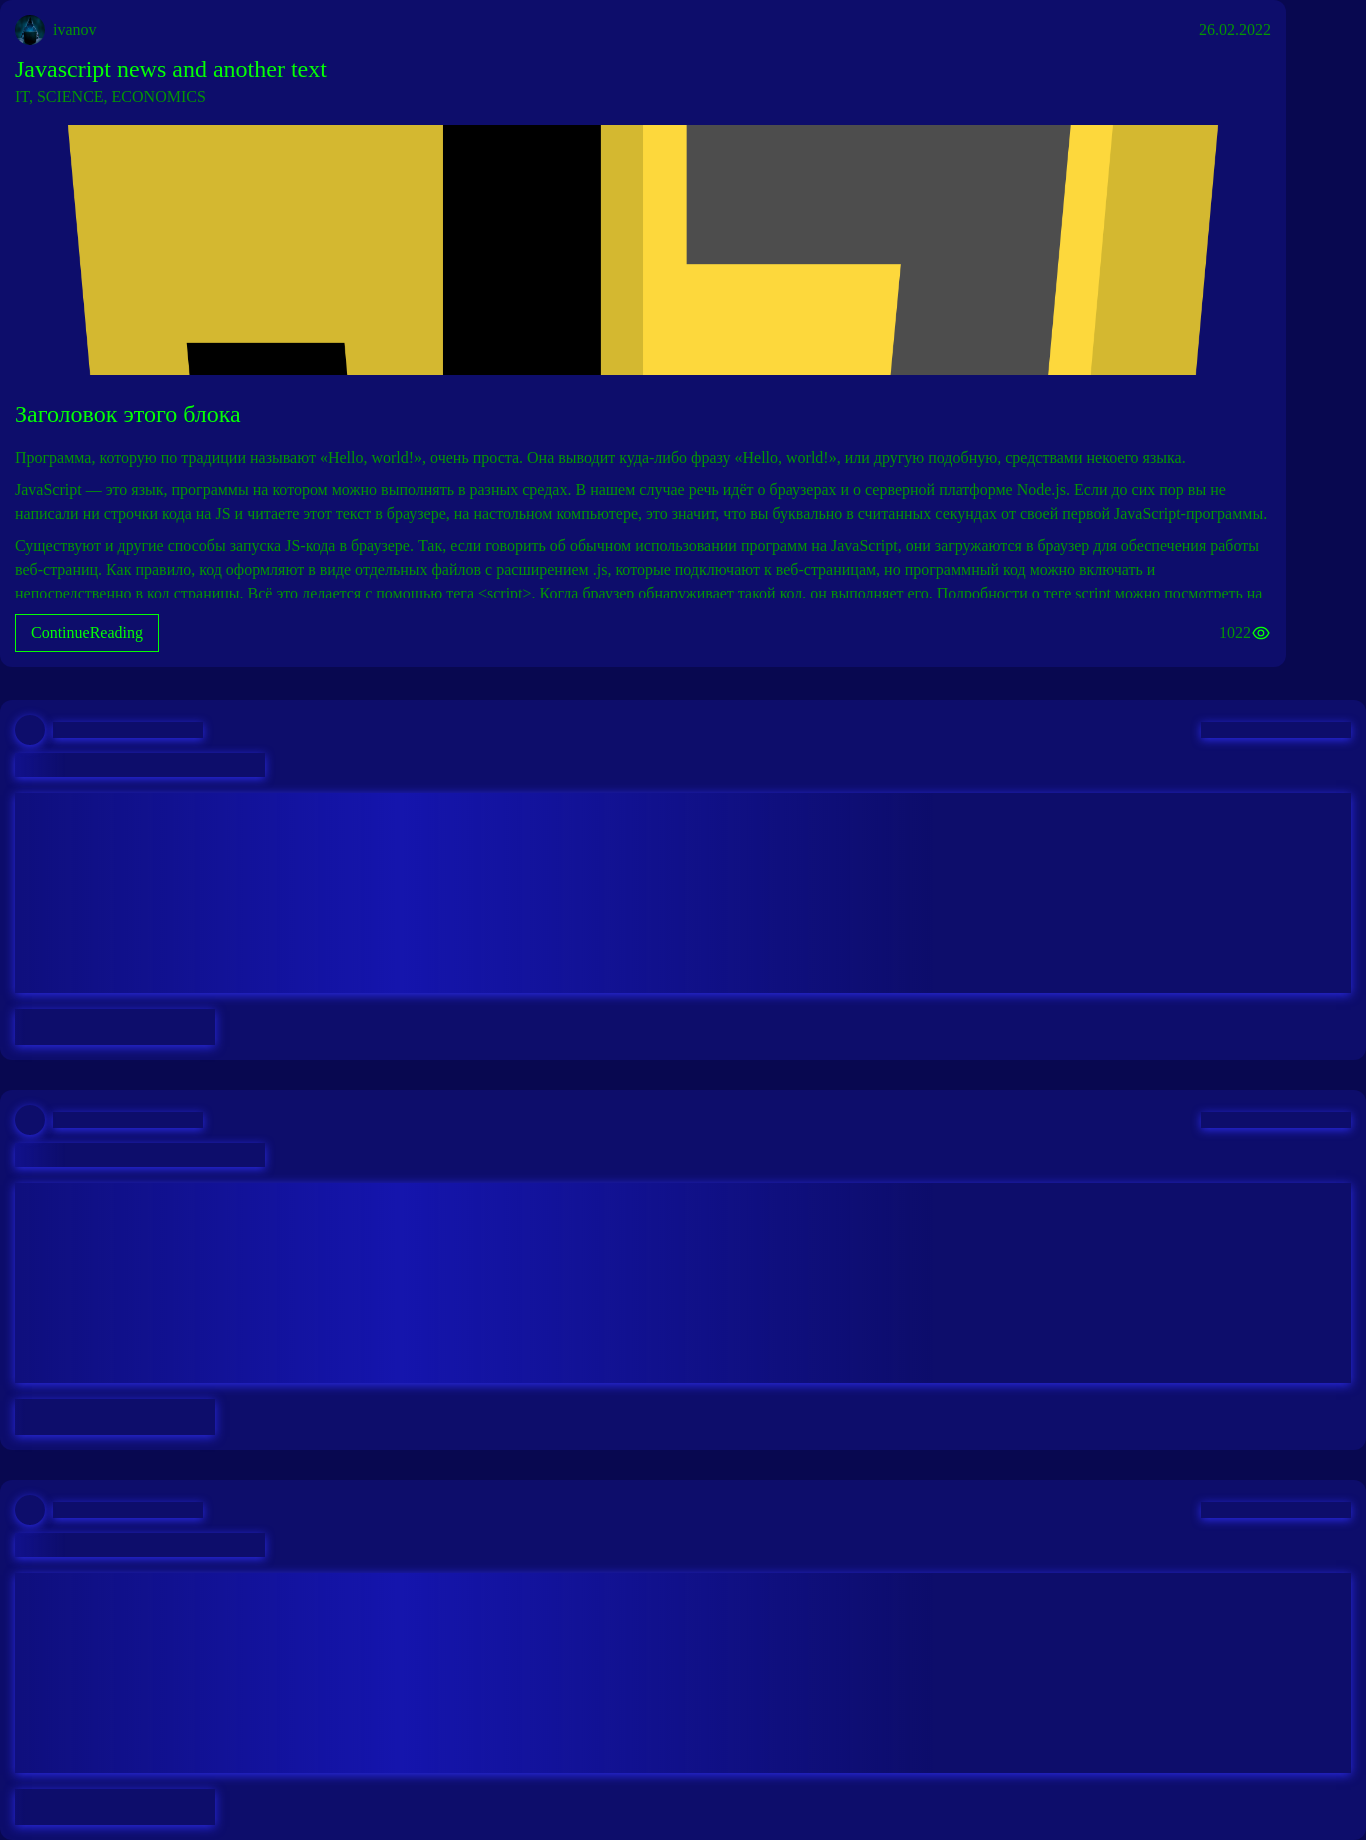 ivanov
26.02.2022
Javascript news and another text
IT, SCIENCE, ECONOMICS
Заголовок этого блока
Программа, которую по традиции называют «Hello, world!», очень проста. Она выводит куда-либо фразу «Hello, world!», или другую подобную, средствами некоего языка.
JavaScript — это язык, программы на котором можно выполнять в разных средах. В нашем случае речь идёт о браузерах и о серверной платформе Node.js. Если до сих пор вы не
написали ни строчки кода на JS и читаете этот текст в браузере, на настольном компьютере, это значит, что вы буквально в считанных секундах от своей первой JavaScript-программы.
Существуют и другие способы запуска JS-кода в браузере. Так, если говорить об обычном использовании программ на JavaScript, они загружаются в браузер для обеспечения работы
веб-страниц. Как правило, код оформляют в виде отдельных файлов с расширением .js, которые подключают к веб-страницам, но программный код можно включать и
непосредственно в код страницы. Всё это делается с помощью тега <script>. Когда браузер обнаруживает такой код, он выполняет его. Подробности о теге script можно посмотреть на
ContinueReading
1022